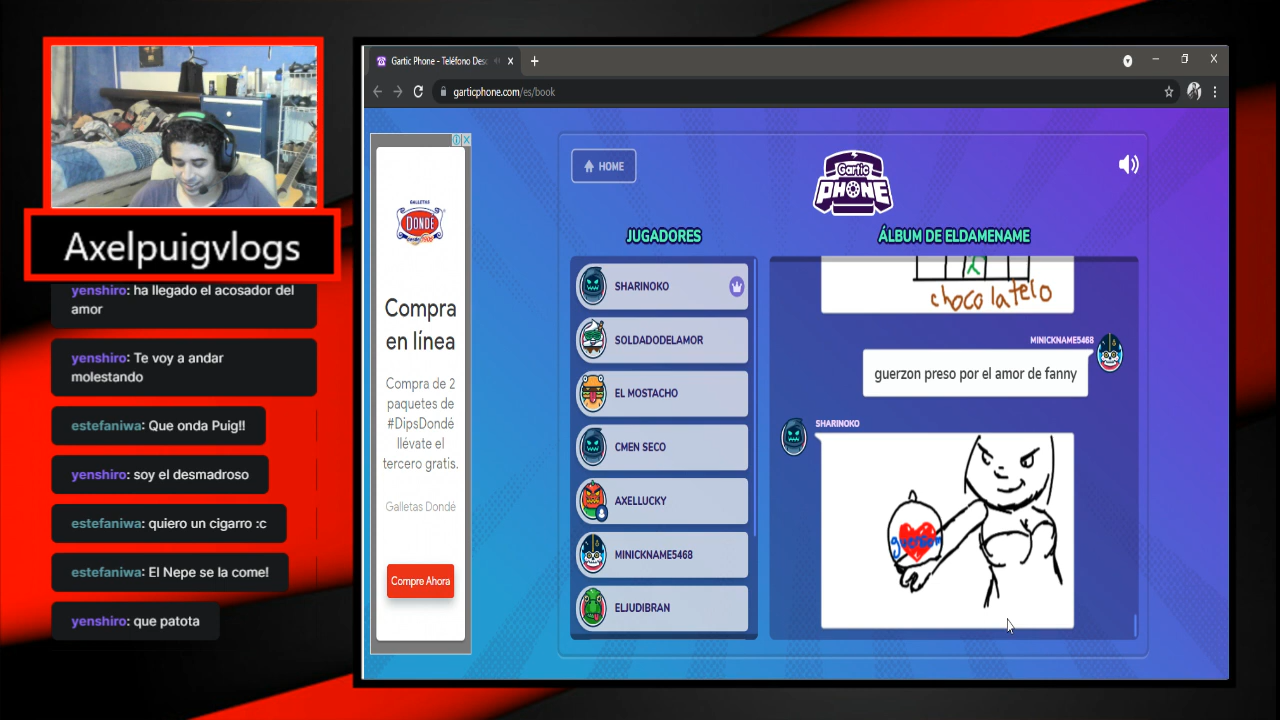 Axelpuigvlogs
yenshiro: ha llegado el acosador del
amor
yenshiro: Te voy a andar
molestando
estefaniwa: Que onda Puig!!
yenshiro: soy el desmadroso
estefaniwa: quiero un cigarro :c
estefaniwa: El Nepe se la come!
yenshiro: que patota
Gartic Phone - Teléfono Des
garticphone.com/es/book
GALLETAS
DONDÉ
Compra
en línea
Compra de 2
paquetes de
#DipsDondé
llévate el
tercero gratis.
Galletas Dondé
Compre Ahora
HOME
Gartic
PHONE
JUGADORES
SHARINOKO
SOLDADODELAMOR
EL MOSTACHO
CMEN SECO
AXELLUCKY
MINICKNAME5468
ELJUDIBRAN
ÁLBUM DE ELDAMENAME
chocolatelo
MINICKNAME5468
guerzon preso por el amor de fanny
SHARINOKO
guerson